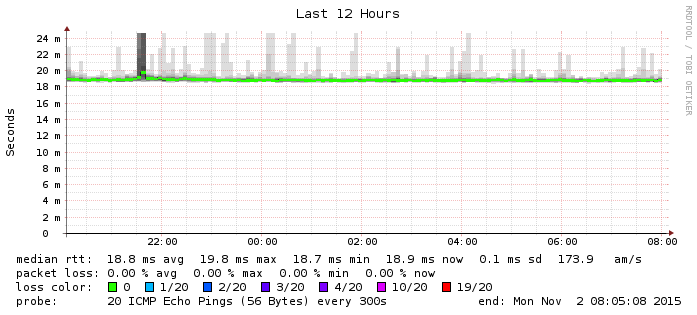 Last 12 Hours
RRDTOOL / TOBI OETIKER
Seconds
24 m
22 m
20 m
18 m
16 m
14 m
12 m
10 m
8 m
6 m
4 m
2 m
0
22:00 00:00 02:00 04:00 06:00 08:00
median rtt: 18.8 ms avg 19.8 ms max 18.7 ms min 18.9 ms now 0.1 ms sd 173.9 am/s
packet loss: 0.00 % avg 0.00 % max 0.00 % min 0.00 % now
loss color: 0 1/20 2/20 3/20 4/20 10/20 19/20
probe: 20 ICMP Echo Pings (56 Bytes) every 300s end: Mon Nov 2 08:05:08 2015